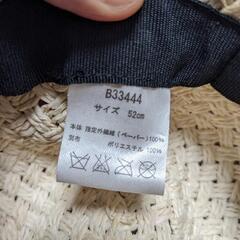 B33444
サイズ 52cm
本体 指定外繊維(ペーパー)100%
別布 ポリエステル 100%